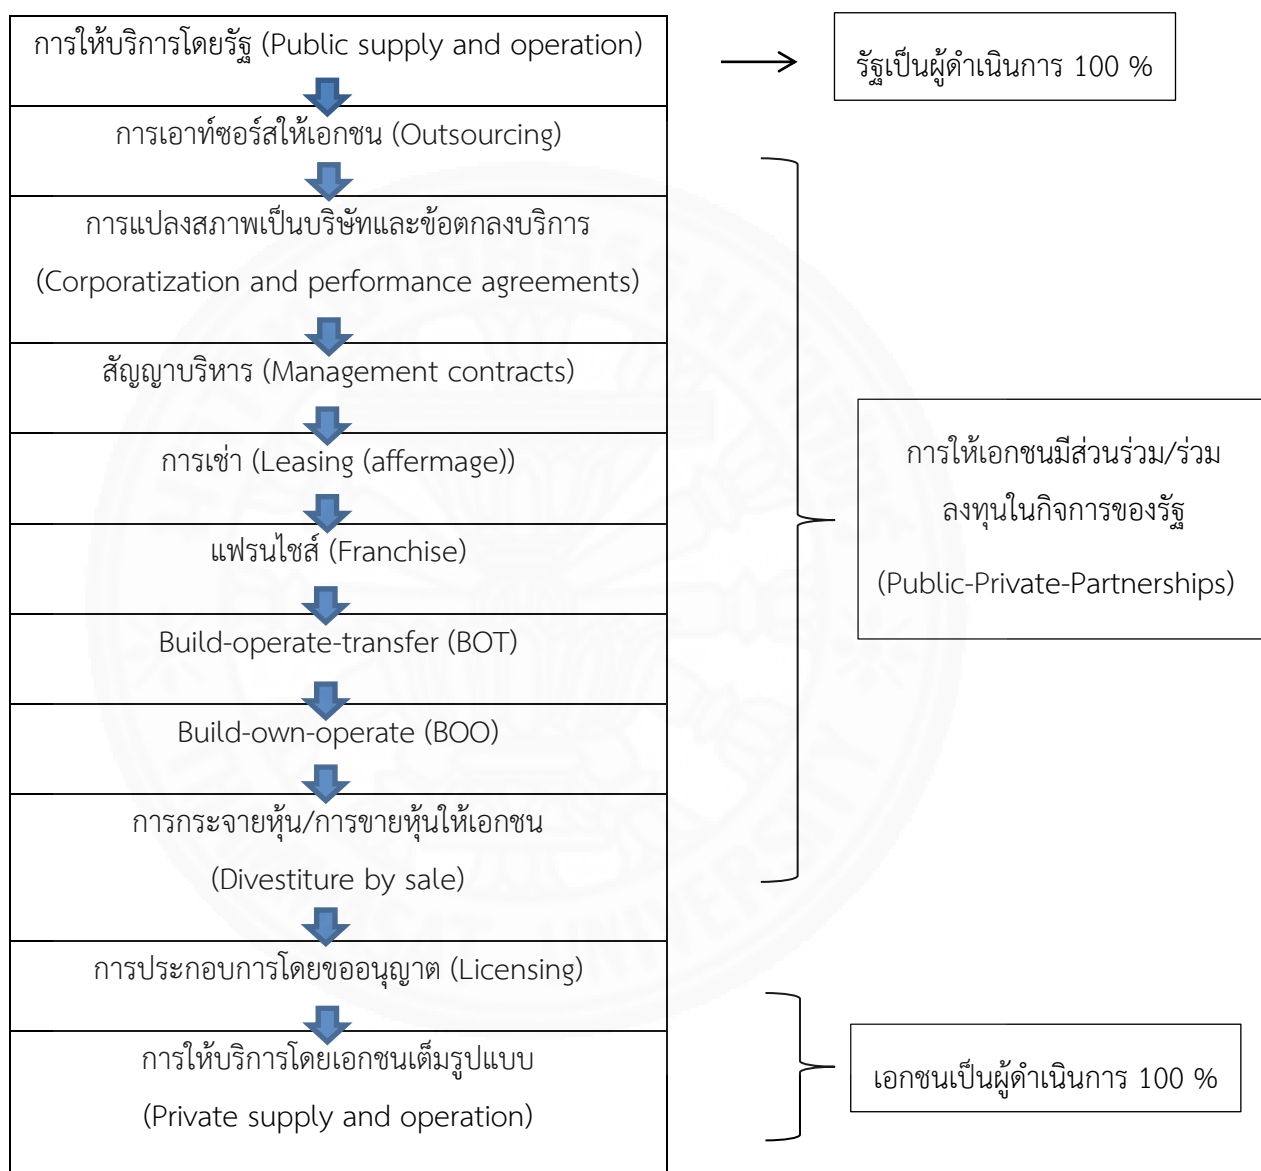 การให้บริการโดยรัฐ (Public supply and operation)
รัฐเป็นผู้ดำเนินการ 100 %
การเอาท์ซอร์สให้เอกชน (Outsourcing)
การแปลงสภาพเป็นบริษัทและข้อตกลงบริการ
(Corporatization and performance agreements)
สัญญาบริหาร (Management contracts)
การเช่า (Leasing (affermage))
แฟรนไชส์ (Franchise)
Build-operate-transfer (BOT)
Build-own-operate (BOO)
การกระจายหุ้น/การขายหุ้นให้เอกชน
(Divestiture by sale)
การให้เอกชนมีส่วนร่วม/ร่วม
ลงทุนในกิจการของรัฐ
(Public-Private-Partnerships)
การประกอบการโดยขออนุญาต (Licensing)
การให้บริการโดยเอกชนเต็มรูปแบบ
(Private supply and operation)
เอกชนเป็นผู้ดำเนินการ 100 %